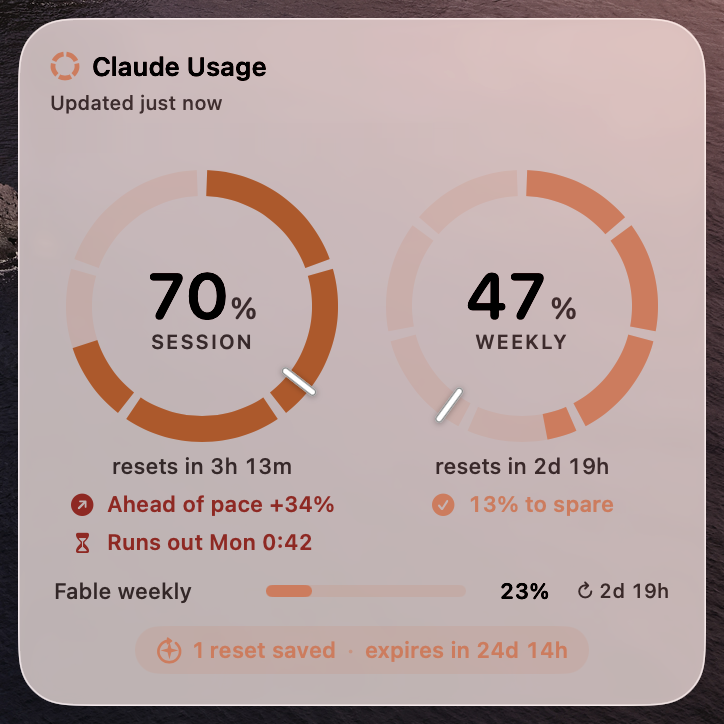 Claude Usage
Updated just now
70%
SESSION
resets in 3h 13m
Ahead of pace +34%
Runs out Mon 0:42
47%
WEEKLY
resets in 2d 19h
13% to spare
Fable weekly 23% 2d 19h
1 reset saved · expires in 24d 14h